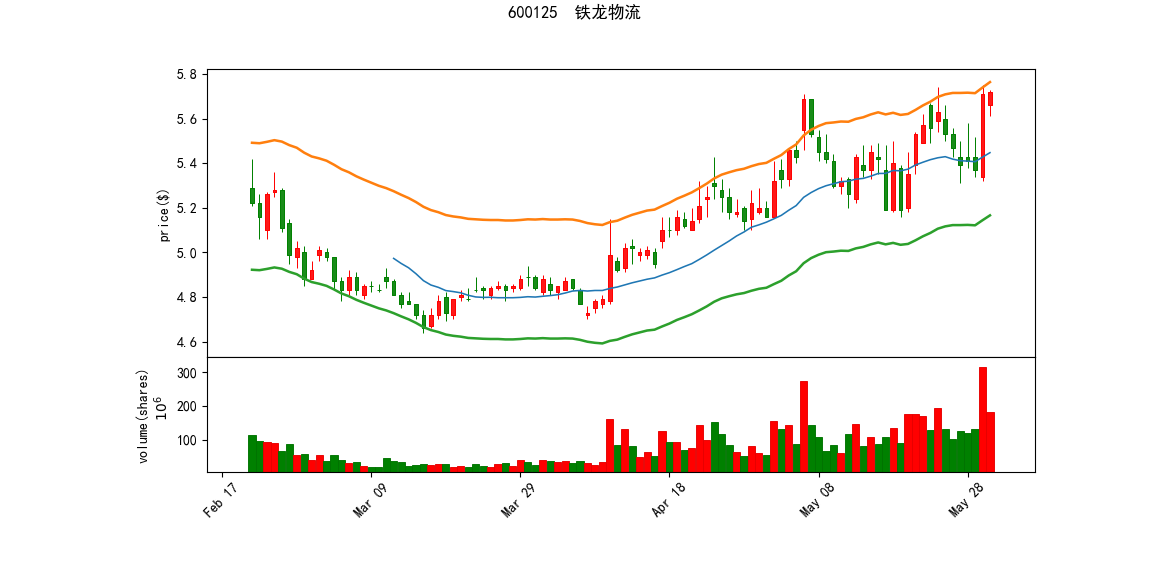 600125 铁龙物流
price($)
5.8
5.6
5.4
5.2
5.0
4.8
4.6
volume(shares)
10^6
300
200
100
Feb 17
Mar 09
Mar 29
Apr 18
May 08
May 28